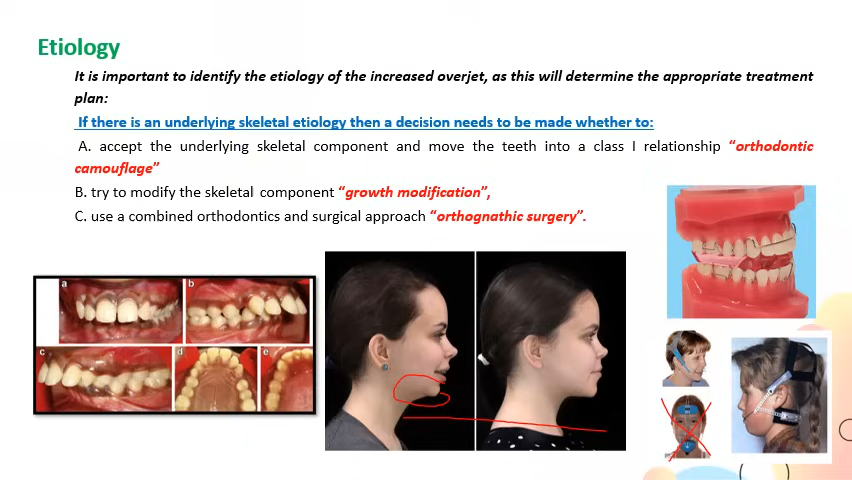 Etiology
It is important to identify the etiology of the increased overjet, as this will determine the appropriate treatment
plan:
If there is an underlying skeletal etiology then a decision needs to be made whether to:
A. accept the underlying skeletal component and move the teeth into a class I relationship “orthodontic
camouflage”
B. try to modify the skeletal component “growth modification”,
C. use a combined orthodontics and surgical approach “orthognathic surgery”.
a
b
c
d
e